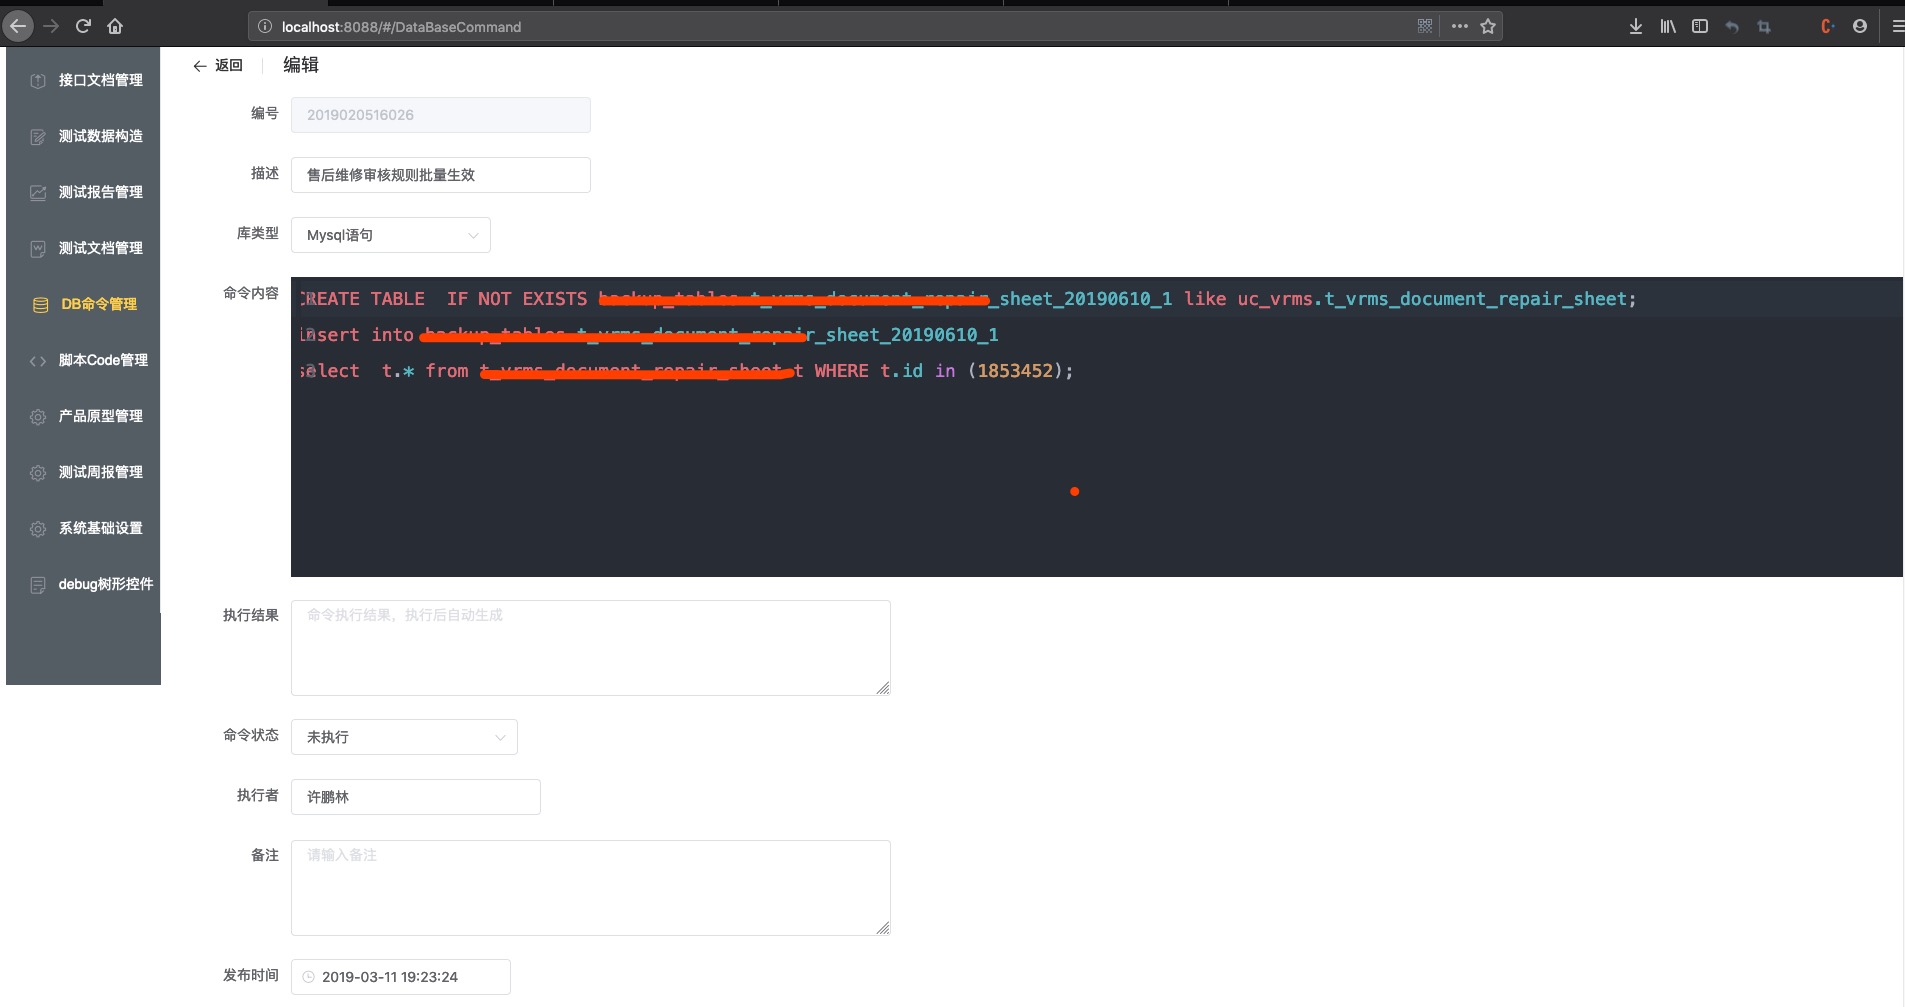 localhost:8088/#/DataBaseCommand
接口文档管理
测试数据构造
测试报告管理
测试文档管理
DB命令管理
脚本Code管理
产品原型管理
测试周报管理
系统基础设置
debug树形控件
返回 编辑
编号 2019020516026
描述 售后维修审核规则批量生效
库类型 Mysql语句
命令内容
CREATE TABLE IF NOT EXISTS _sheet_20190610_1 like uc_vrms.t_vrms_document_repair_sheet;
insert into r_sheet_20190610_1
select t.* from t WHERE t.id in (1853452);
执行结果 命令执行结果，执行后自动生成
命令状态 未执行
执行者 许鹏林
备注 请输入备注
发布时间 2019-03-11 19:23:24